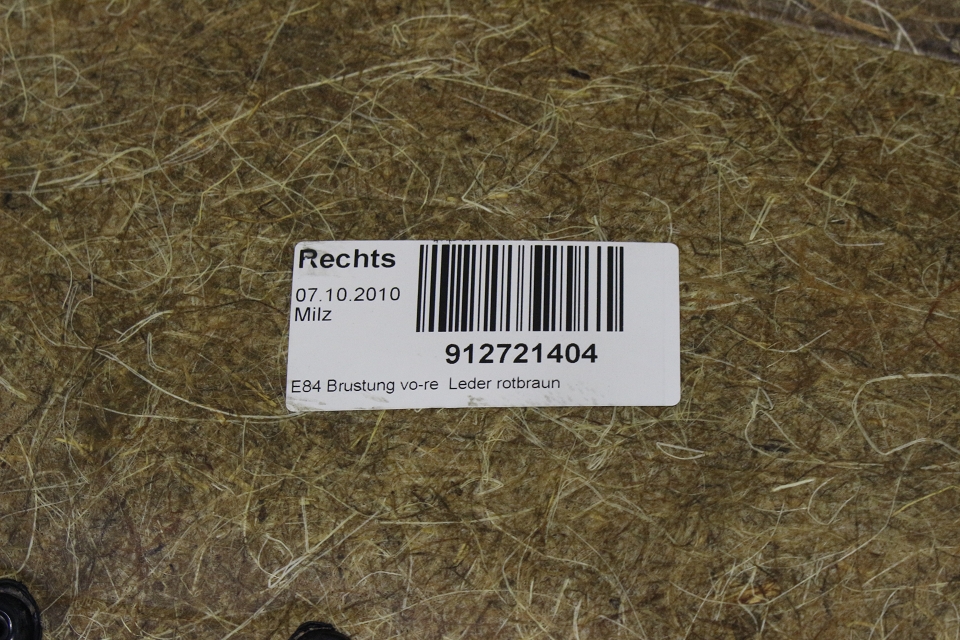 Rechts
07.10.2010
Milz
912721404
E84 Brustung vo-re Leder rotbraun